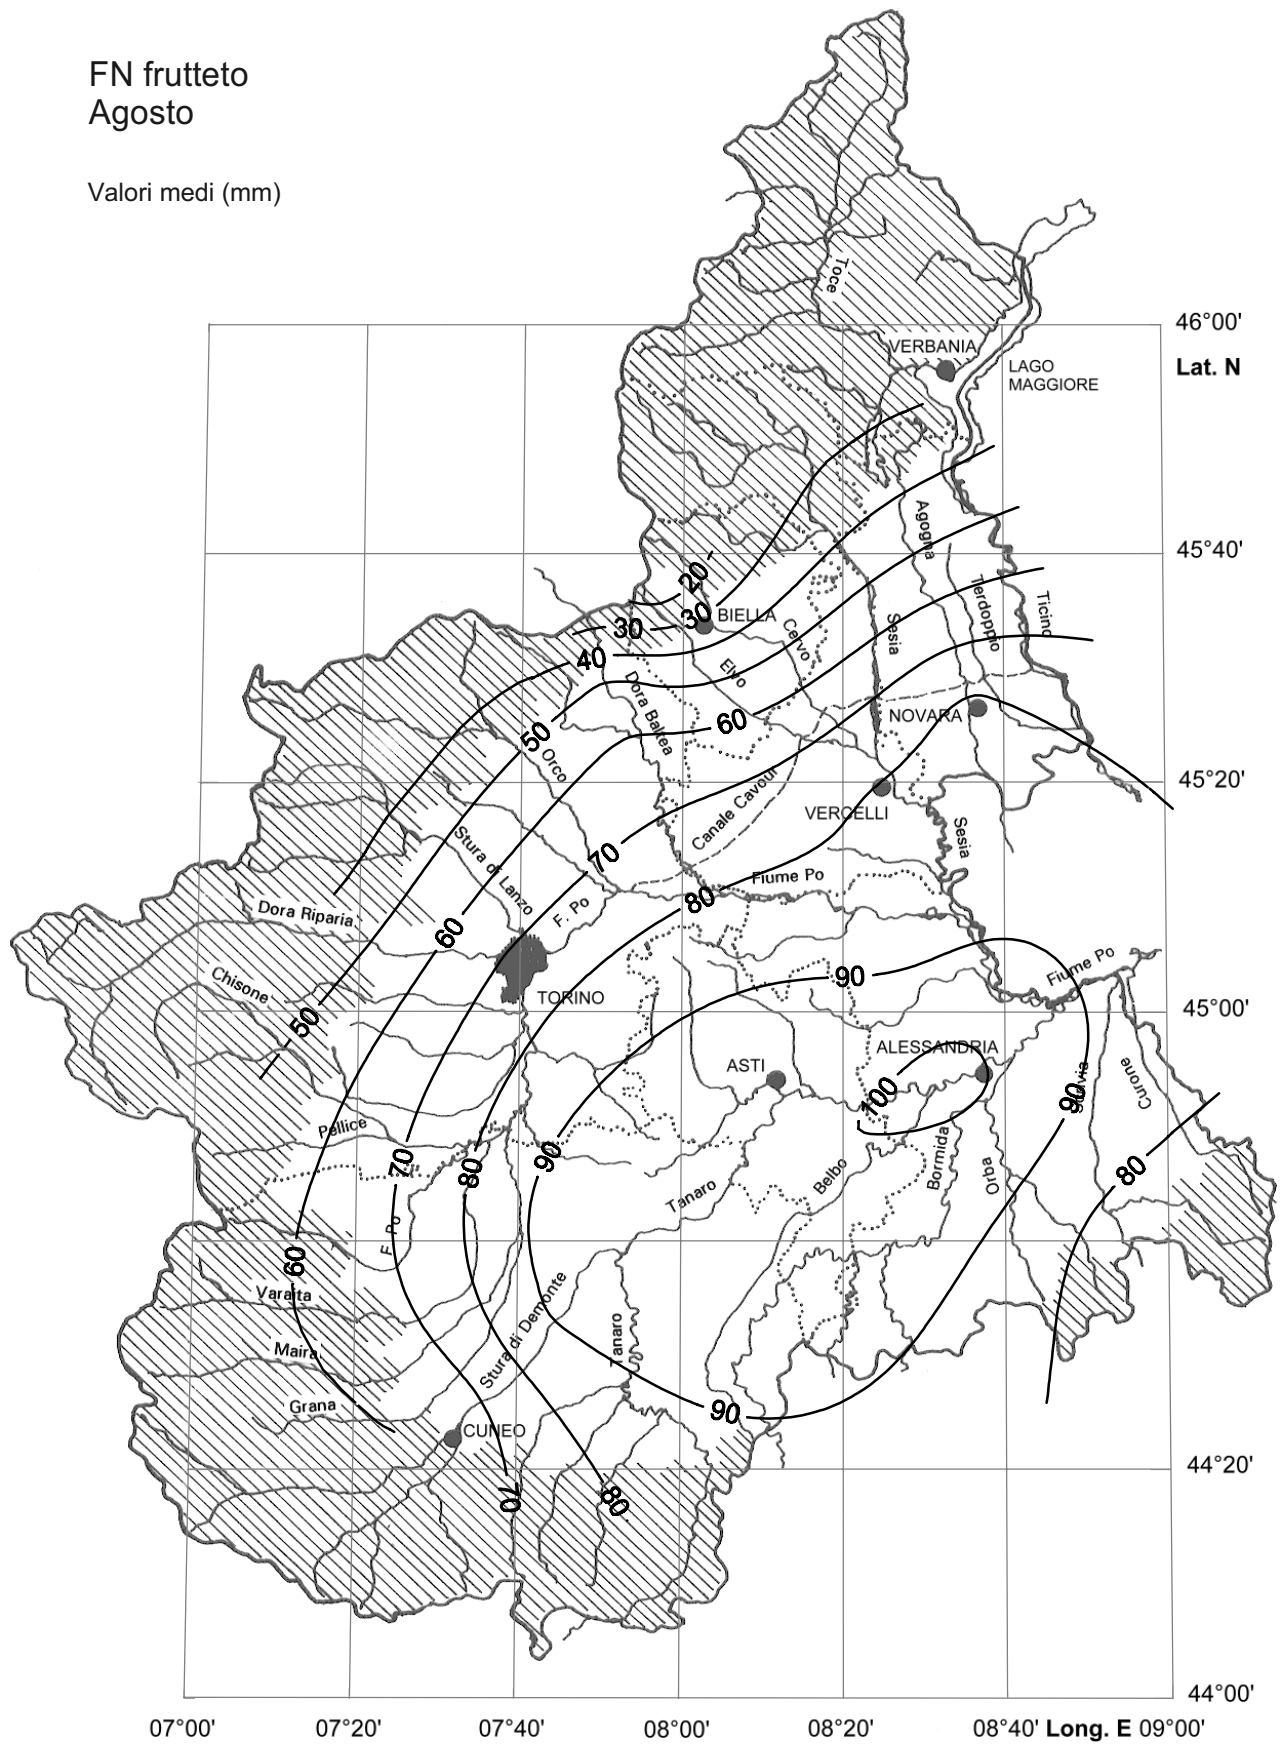 FN frutteto
Agosto
Valori medi (mm)
Toce
46°00'
VERBANIA
Lat. N
LAGO
MAGGIORE
Agogna
45°40'
20
Terdoppio
Ticino
30
30
BIELLA
Cervo
Sesia
40
Elvo
Dora Baltea
50
60
NOVARA
Orco
45°20'
Canale Cavour
VERCELLI
Sesia
Stura di Lanzo
70
Fiume Po
80
Dora Riparia
F. Po
60
Fiume Po
Chisone
90
TORINO
45°00'
50
ALESSANDRIA
ASTI
Curone
100
90
Pellice
70
80
90
Bormida
Orba
80
Belbo
Tanaro
F. Po
60
Varaita
Stura di Demonte
Tanaro
Maira
Grana
90
CUNEO
44°20'
70
80
44°00'
07°00'
07°20'
07°40'
08°00'
08°20'
08°40'
Long. E
09°00'